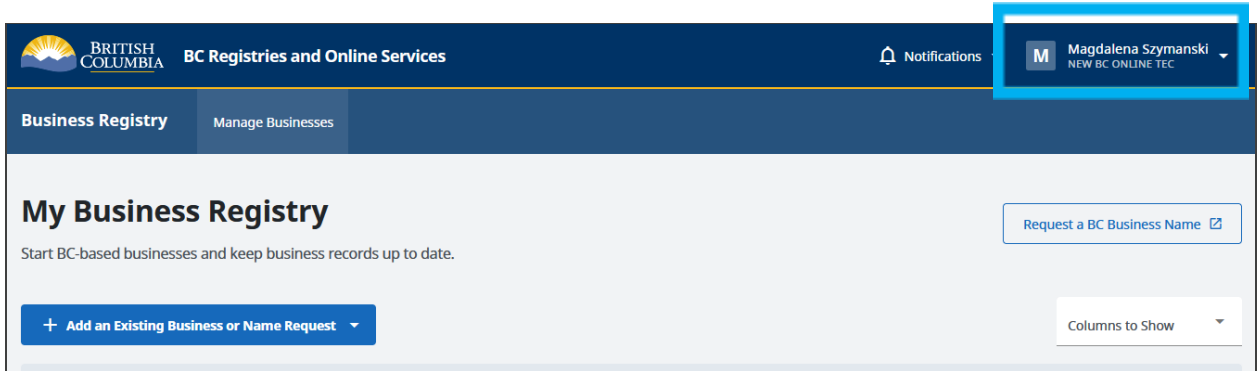 BRITISH
COLUMBIA
BC Registries and Online Services
Notifications
M
Magdalena Szymanski
NEW BC ONLINE TEC
Business Registry
Manage Businesses
My Business Registry
Request a BC Business Name
Start BC-based businesses and keep business records up to date.
+ Add an Existing Business or Name Request
Columns to Show